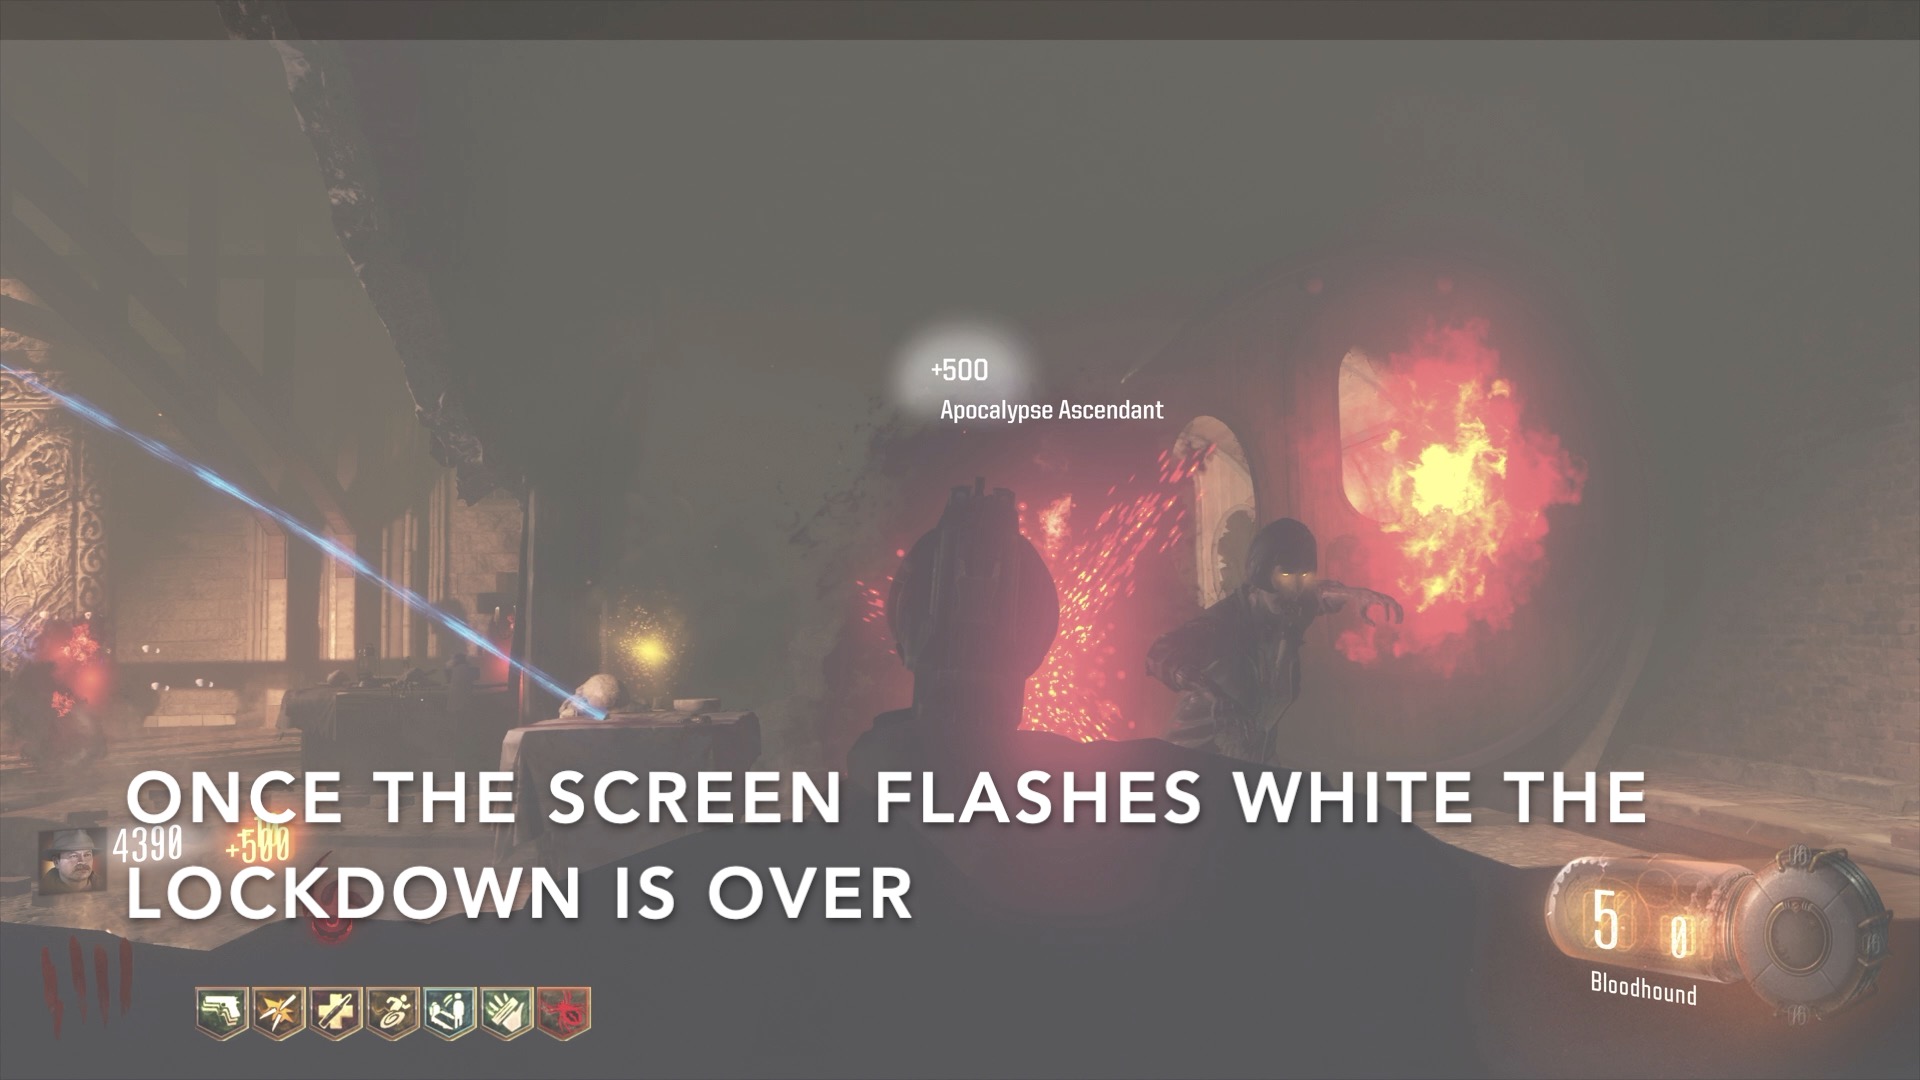 +500
Apocalypse Ascendant
ONCE THE SCREEN FLASHES WHITE THE
LOCKDOWN IS OVER
4390
+500
5
0
Bloodhound